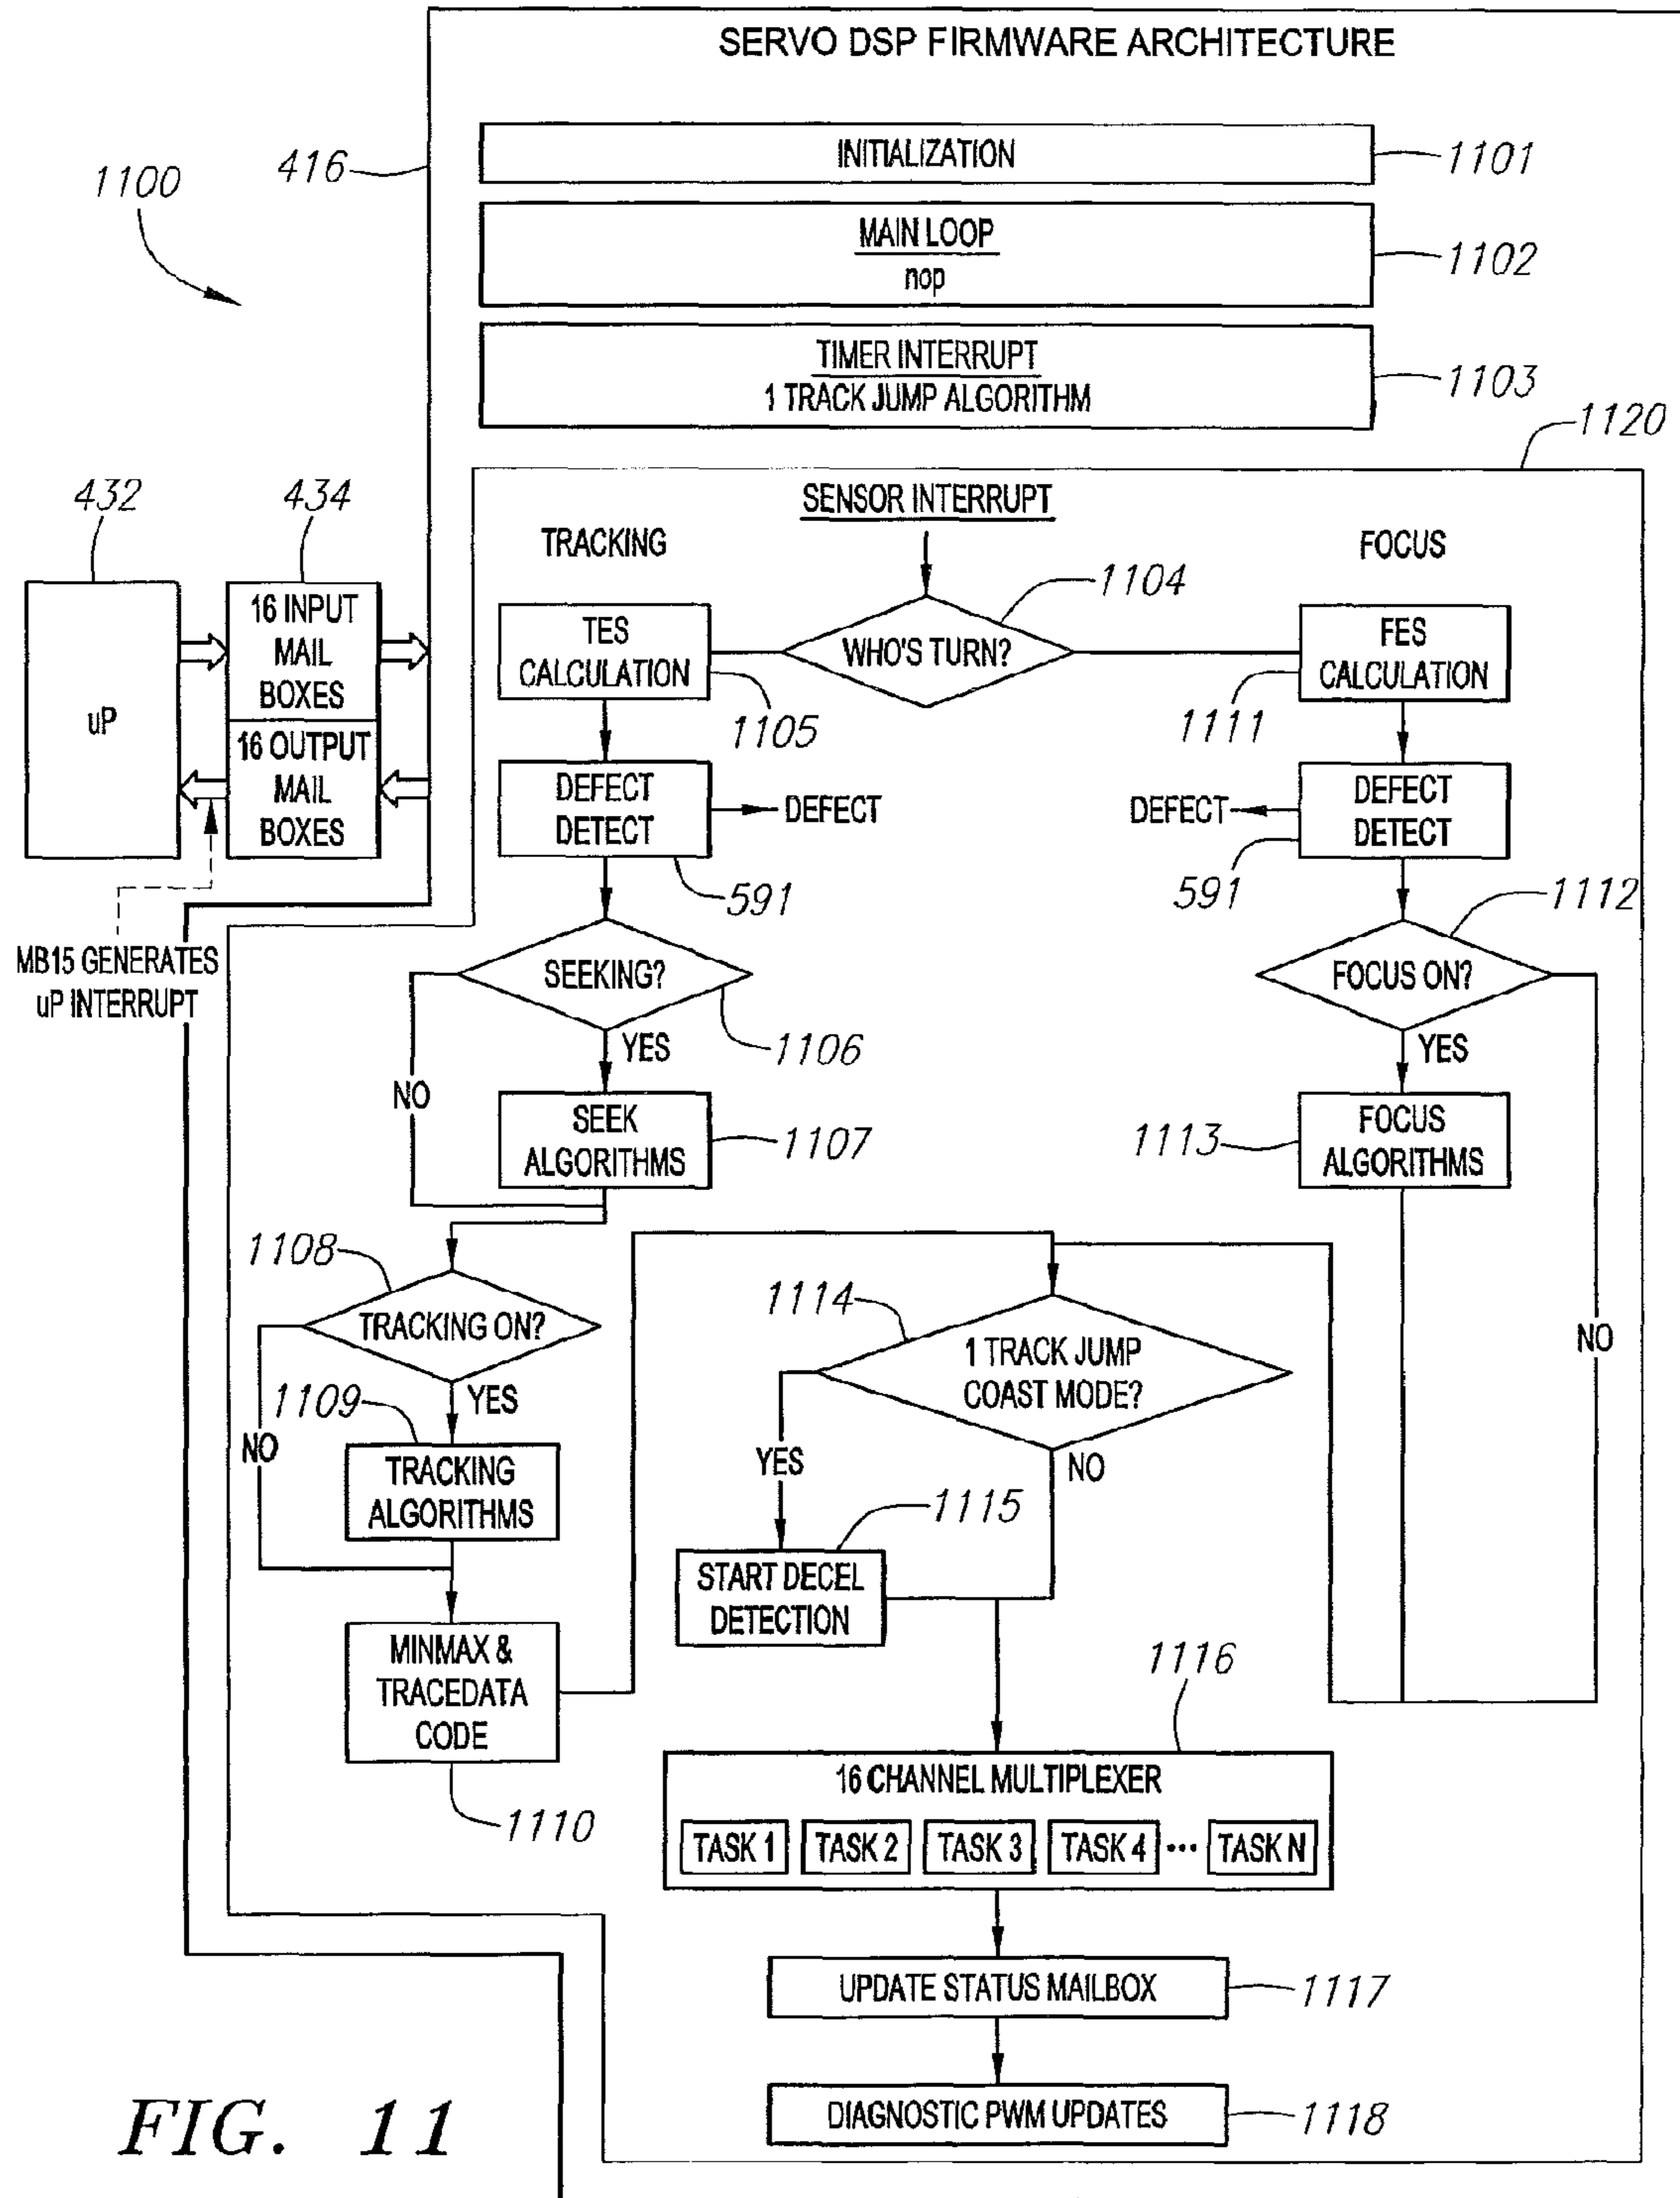 SERVO DSP FIRMWARE ARCHITECTURE
INITIALIZATION
1101
416
1100
MAIN LOOP
nop
1102
TIMER INTERRUPT
1 TRACK JUMP ALGORITHM
1103
1120
432
434
uP
16 INPUT
MAIL
BOXES
16 OUTPUT
MAIL
BOXES
MB15 GENERATES
uP INTERRUPT
SENSOR INTERRUPT
TRACKING
FOCUS
1104
WHO'S TURN?
TES
CALCULATION
1105
FES
CALCULATION
1111
DEFECT
DETECT
DEFECT
591
DEFECT
DEFECT
DETECT
591
1112
SEEKING?
1106
YES
NO
FOCUS ON?
YES
NO
SEEK
ALGORITHMS
1107
1113
FOCUS
ALGORITHMS
1108
TRACKING ON?
YES
NO
1109
TRACKING
ALGORITHMS
1114
1 TRACK JUMP
COAST MODE?
YES
NO
1115
START DECEL
DETECTION
MINMAX &
TRACEDATA
CODE
1110
1116
16 CHANNEL MULTIPLEXER
TASK 1 TASK 2 TASK 3 TASK 4 ••• TASK N
UPDATE STATUS MAILBOX
1117
DIAGNOSTIC PWM UPDATES
1118
FIG. 11